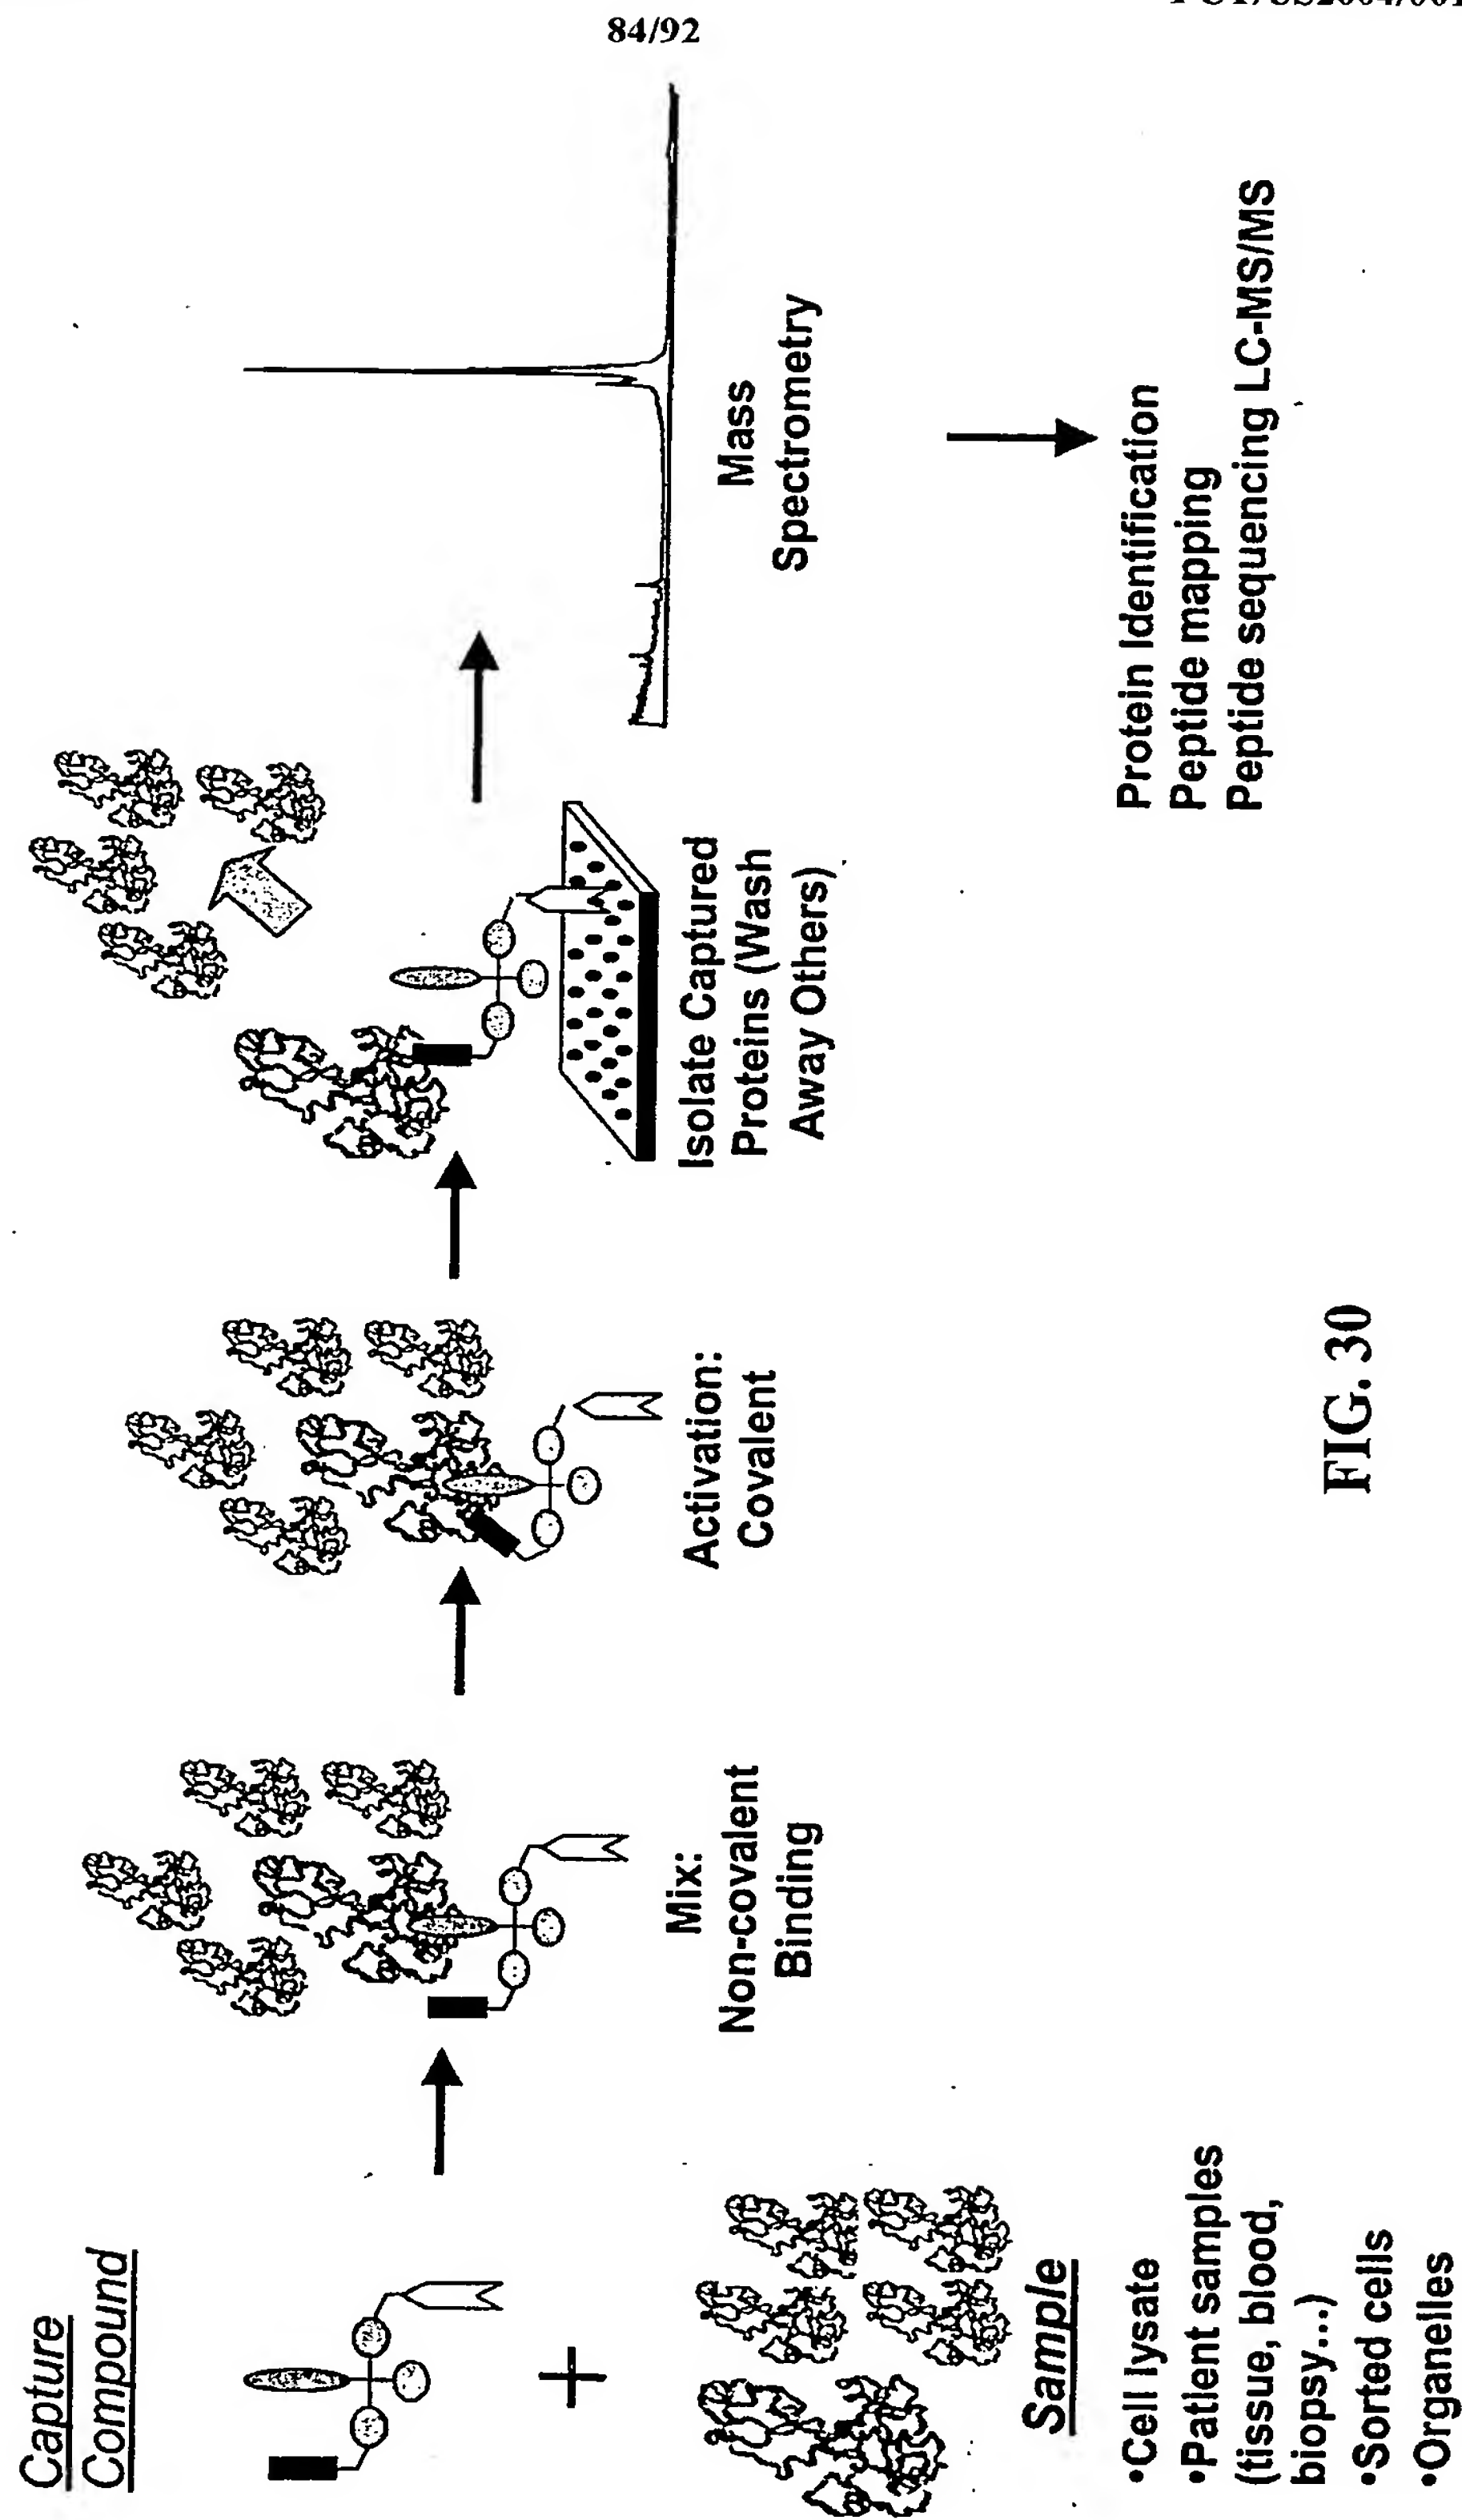 84/92
Capture
Compound
+
Sample
•Cell lysate
•Patient samples
(tissue, blood,
biopsy...)
•Sorted cells
•Organelles
Mix:
Non-covalent
Binding
Activation:
Covalent
Isolate Captured
Proteins (Wash
Away Others)
Mass
Spectrometry
Protein Identification
Peptide mapping
Peptide sequencing LC-MS/MS
FIG. 30